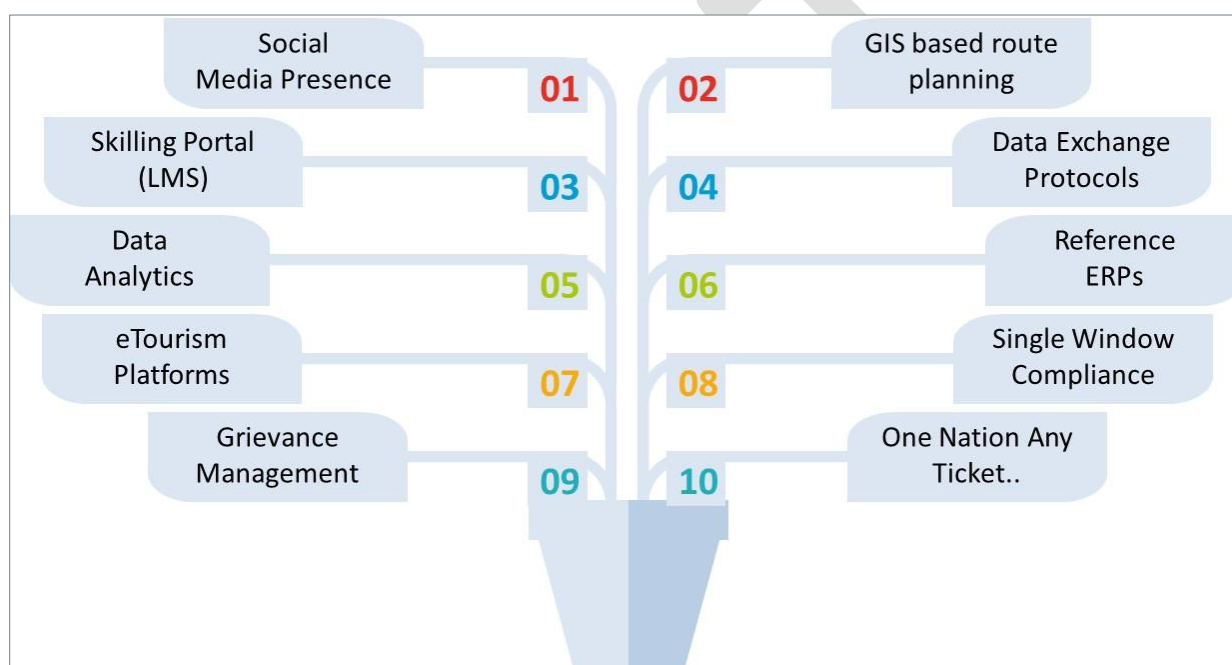 Social
Media Presence
01
02
GIS based route
planning
Skilling Portal
(LMS)
03
04
Data Exchange
Protocols
Data
Analytics
05
06
Reference
ERPs
eTourism
Platforms
07
08
Single Window
Compliance
Grievance
Management
09
10
One Nation Any
Ticket..